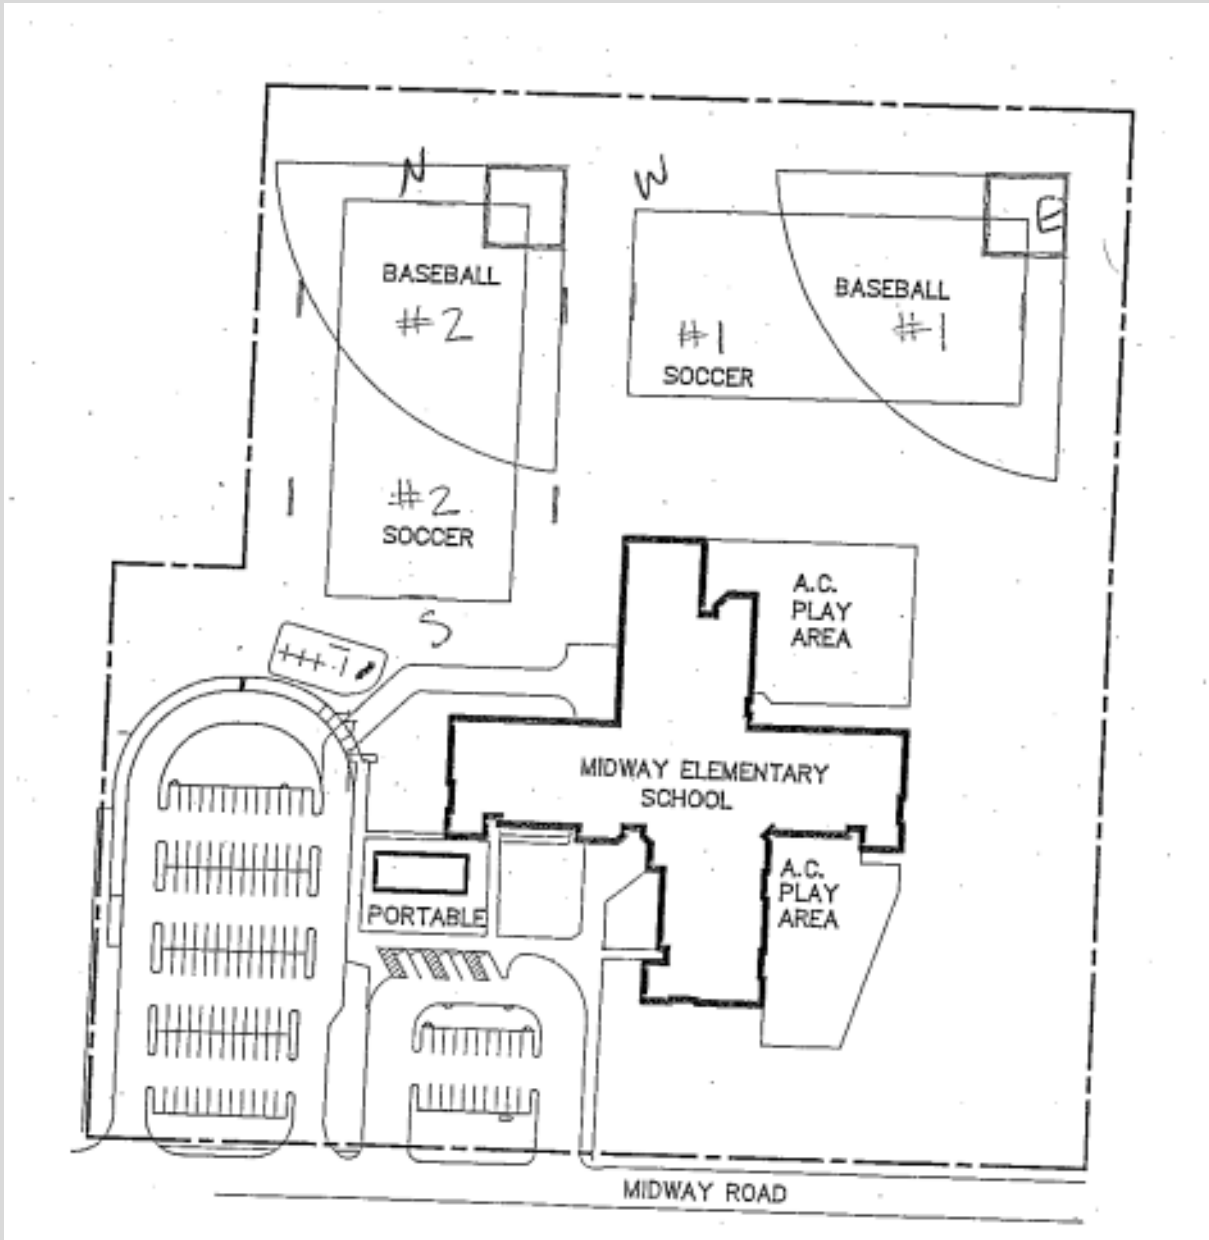 N
W
E
BASEBALL
#2
BASEBALL
#1
#1
SOCCER
#2
SOCCER
S
A.C.
PLAY
AREA
MIDWAY ELEMENTARY
SCHOOL
A.C.
PLAY
AREA
PORTABLE
MIDWAY ROAD